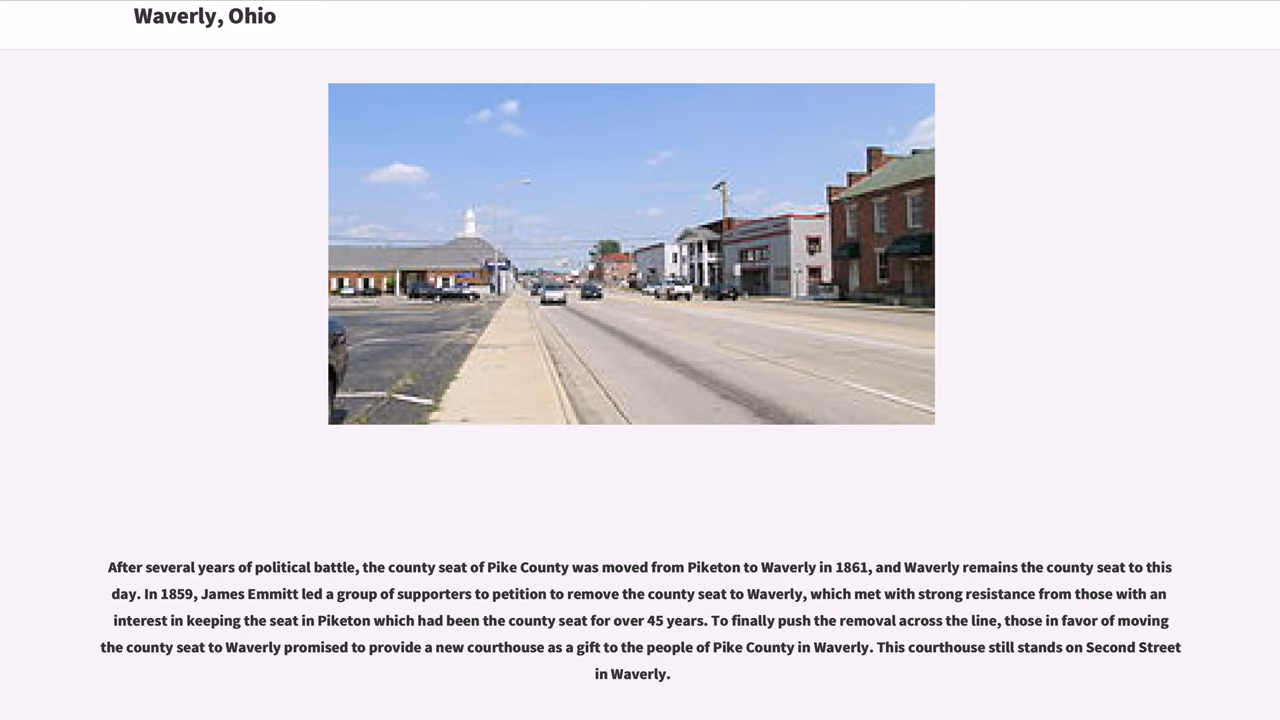 Waverly, Ohio
After several years of political battle, the county seat of Pike County was moved from Piketon to Waverly in 1861, and Waverly remains the county seat to this
day. In 1859, James Emmitt led a group of supporters to petition to remove the county seat to Waverly, which met with strong resistance from those with an
interest in keeping the seat in Piketon which had been the county seat for over 45 years. To finally push the removal across the line, those in favor of moving
the county seat to Waverly promised to provide a new courthouse as a gift to the people of Pike County in Waverly. This courthouse still stands on Second Street
in Waverly.